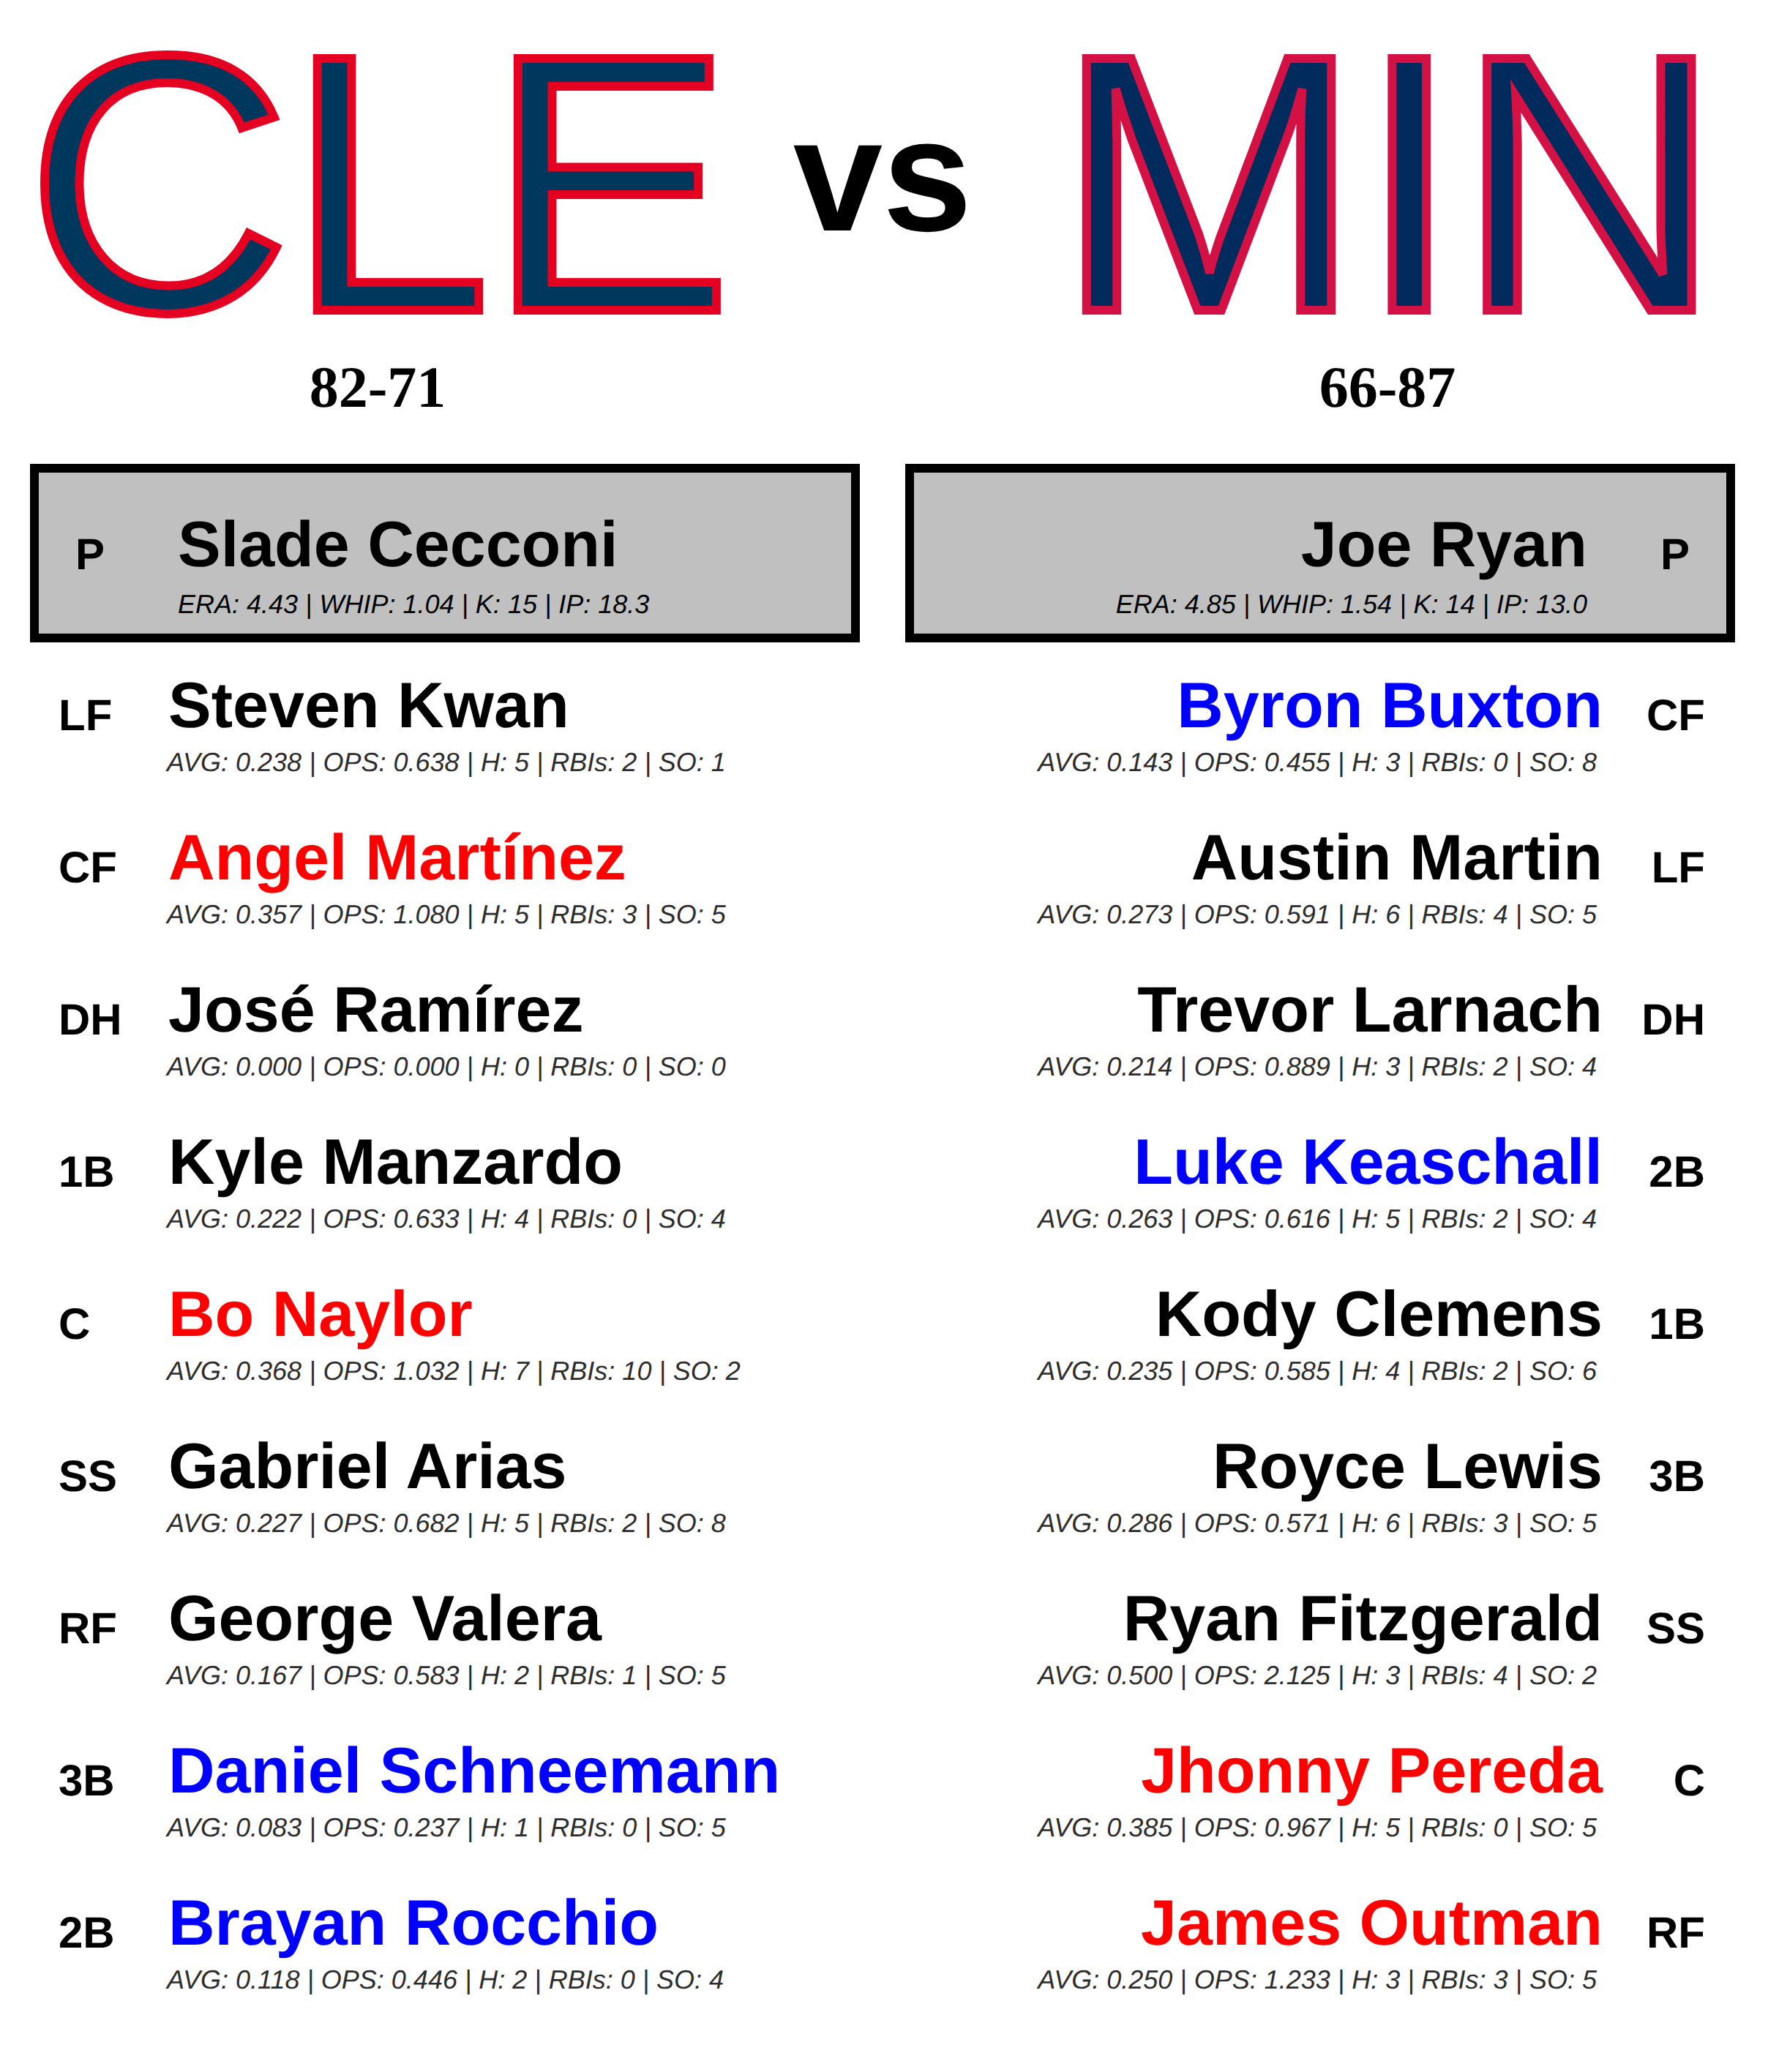 CLE vs MIN
82-71 66-87
P Slade Cecconi
ERA: 4.43 | WHIP: 1.04 | K: 15 | IP: 18.3
Joe Ryan P
ERA: 4.85 | WHIP: 1.54 | K: 14 | IP: 13.0
LF Steven Kwan
AVG: 0.238 | OPS: 0.638 | H: 5 | RBIs: 2 | SO: 1
CF Angel Martínez
AVG: 0.357 | OPS: 1.080 | H: 5 | RBIs: 3 | SO: 5
DH José Ramírez
AVG: 0.000 | OPS: 0.000 | H: 0 | RBIs: 0 | SO: 0
1B Kyle Manzardo
AVG: 0.222 | OPS: 0.633 | H: 4 | RBIs: 0 | SO: 4
C Bo Naylor
AVG: 0.368 | OPS: 1.032 | H: 7 | RBIs: 10 | SO: 2
SS Gabriel Arias
AVG: 0.227 | OPS: 0.682 | H: 5 | RBIs: 2 | SO: 8
RF George Valera
AVG: 0.167 | OPS: 0.583 | H: 2 | RBIs: 1 | SO: 5
3B Daniel Schneemann
AVG: 0.083 | OPS: 0.237 | H: 1 | RBIs: 0 | SO: 5
2B Brayan Rocchio
AVG: 0.118 | OPS: 0.446 | H: 2 | RBIs: 0 | SO: 4
Byron Buxton CF
AVG: 0.143 | OPS: 0.455 | H: 3 | RBIs: 0 | SO: 8
Austin Martin LF
AVG: 0.273 | OPS: 0.591 | H: 6 | RBIs: 4 | SO: 5
Trevor Larnach DH
AVG: 0.214 | OPS: 0.889 | H: 3 | RBIs: 2 | SO: 4
Luke Keaschall 2B
AVG: 0.263 | OPS: 0.616 | H: 5 | RBIs: 2 | SO: 4
Kody Clemens 1B
AVG: 0.235 | OPS: 0.585 | H: 4 | RBIs: 2 | SO: 6
Royce Lewis 3B
AVG: 0.286 | OPS: 0.571 | H: 6 | RBIs: 3 | SO: 5
Ryan Fitzgerald SS
AVG: 0.500 | OPS: 2.125 | H: 3 | RBIs: 4 | SO: 2
Jhonny Pereda C
AVG: 0.385 | OPS: 0.967 | H: 5 | RBIs: 0 | SO: 5
James Outman RF
AVG: 0.250 | OPS: 1.233 | H: 3 | RBIs: 3 | SO: 5